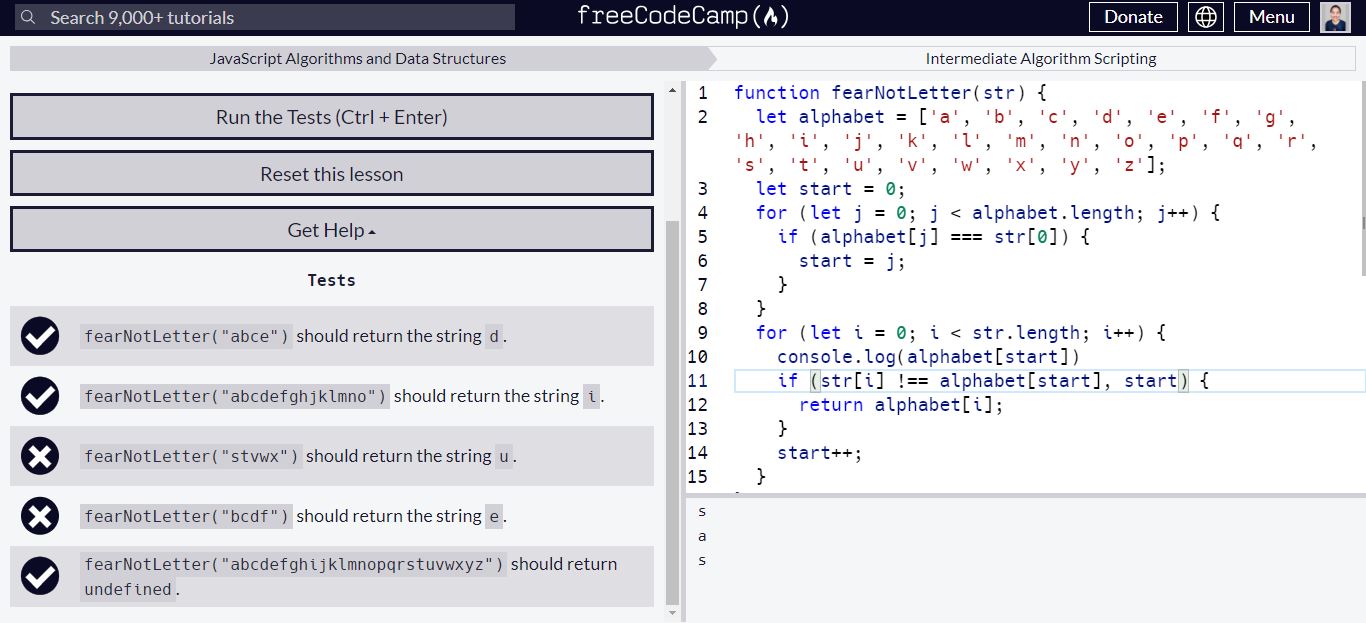 Search 9,000+ tutorials
freeCodeCamp
Donate
Menu
JavaScript Algorithms and Data Structures
Intermediate Algorithm Scripting
Run the Tests (Ctrl + Enter)
Reset this lesson
Get Help
Tests
fearNotLetter("abce") should return the string d.
fearNotLetter("abcdefghjklmno") should return the string i.
fearNotLetter("stvwx") should return the string u.
fearNotLetter("bcdf") should return the string e.
fearNotLetter("abcdefghijklmnopqrstuvwxyz") should return
undefined.
1 function fearNotLetter(str) {
2 let alphabet = ['a', 'b', 'c', 'd', 'e', 'f', 'g',
'h', 'i', 'j', 'k', 'l', 'm', 'n', 'o', 'p', 'q', 'r',
's', 't', 'u', 'v', 'w', 'x', 'y', 'z'];
3 let start = 0;
4 for (let j = 0; j < alphabet.length; j++) {
5 if (alphabet[j] === str[0]) {
6 start = j;
7 }
8 }
9 for (let i = 0; i < str.length; i++) {
10 console.log(alphabet[start])
11 if (str[i] !== alphabet[start], start) {
12 return alphabet[i];
13 }
14 start++;
15 }
s
a
s